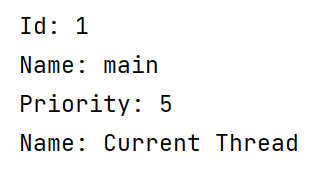 Id: 1
Name: main
Priority: 5
Name: Current Thread